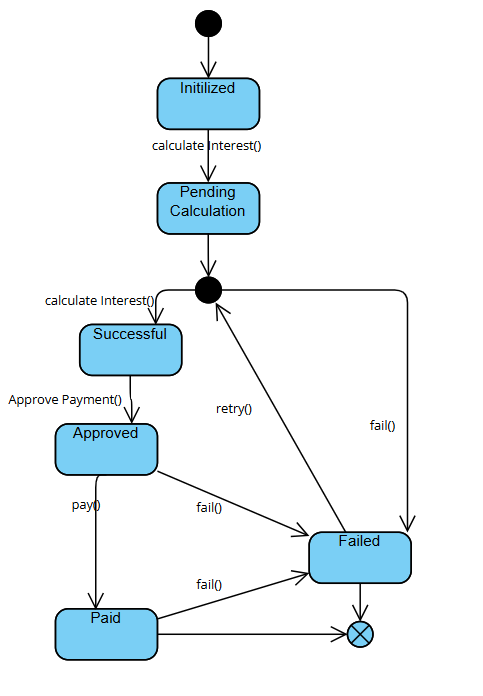 Initilized
calculate Interest()
Pending
Calculation
calculate Interest()
Successful
Approve Payment()
retry()
fail()
Approved
pay()
fail()
Failed
fail()
Paid